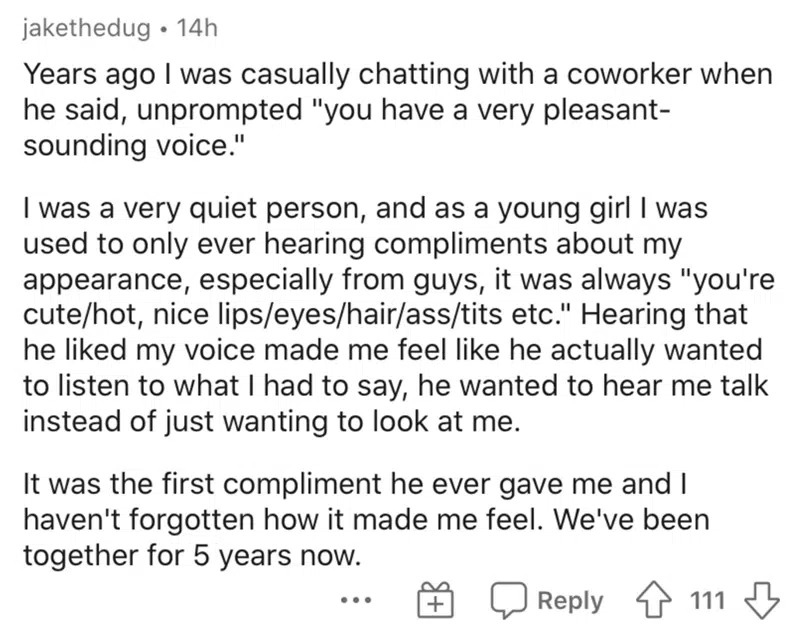 jakethedug • 14h
Years ago I was casually chatting with a coworker when
he said, unprompted "you have a very pleasant-
sounding voice."
I was a very quiet person, and as a young girl I was
used to only ever hearing compliments about my
appearance, especially from guys, it was always "you're
cute/hot, nice lips/eyes/hair/ass/tits etc." Hearing that
he liked my voice made me feel like he actually wanted
to listen to what I had to say, he wanted to hear me talk
instead of just wanting to look at me.
It was the first compliment he ever gave me and I
haven't forgotten how it made me feel. We've been
together for 5 years now.
... Reply 111